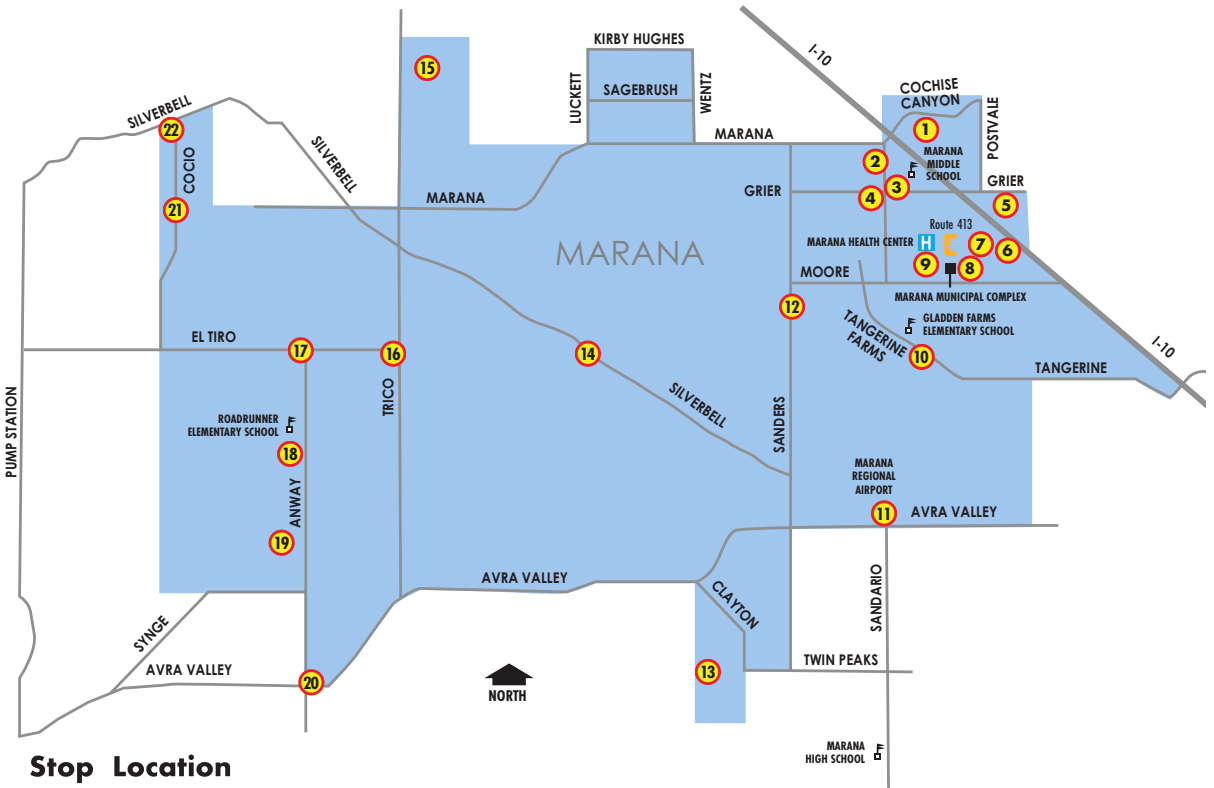 KIRBY HUGHES
I-10
15
LUCKETT
SAGEBRUSH
WENTZ
COCHISE
CANYON
SILVERBELL
22
SILVERBELL
MARANA
1
POSTVALE
COCIO
2
MARANA
MIDDLE
SCHOOL
MARANA
GRIER
3
GRIER
4
21
5
Route 413
MARANA
MARANA HEALTH CENTER
H
7
6
9
8
MOORE
MARANA MUNICIPAL COMPLEX
12
GLADDEN FARMS
ELEMENTARY SCHOOL
TANGERINE
FARMS
EL TIRO
17
16
14
10
I-10
TANGERINE
TRICO
SILVERBELL
SANDERS
PUMP STATION
ROADRUNNER
ELEMENTARY SCHOOL
18
MARANA
REGIONAL
AIRPORT
ANWAY
11
AVRA VALLEY
19
AVRA VALLEY
CLAYTON
SANDARIO
SYNGE
AVRA VALLEY
20
13
TWIN PEAKS
NORTH
MARANA
HIGH SCHOOL
Stop Location